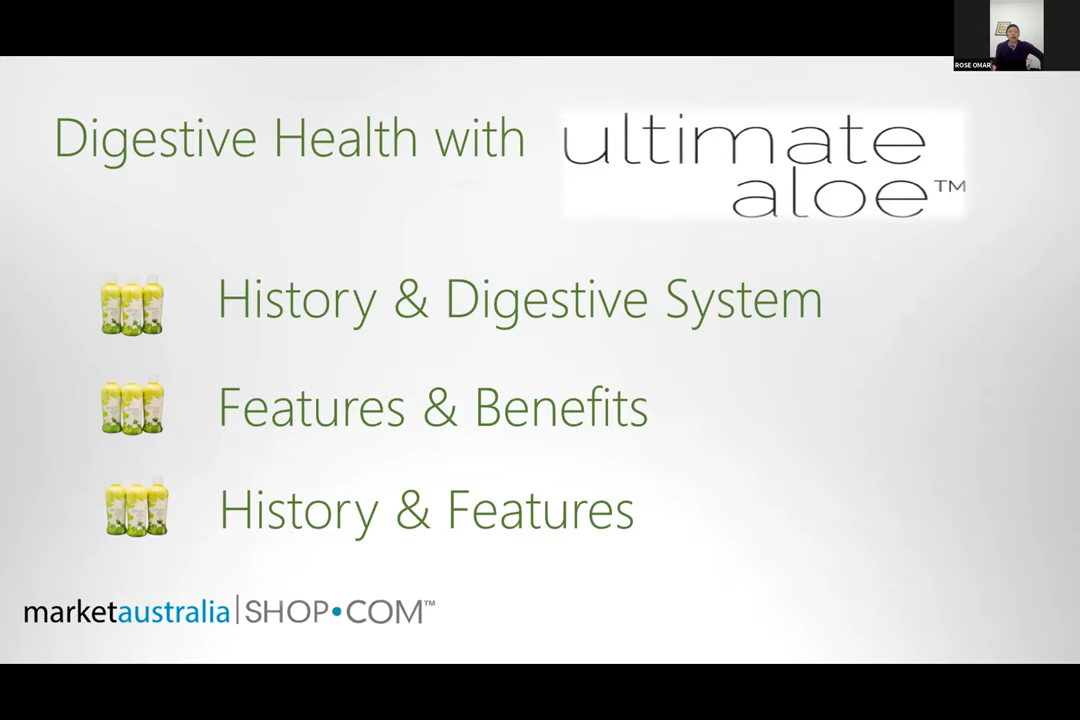 ROSE OMAR
Digestive Health with
ultimate
aloe™
History & Digestive System
Features & Benefits
History & Features
marketaustralia|SHOP•COM™